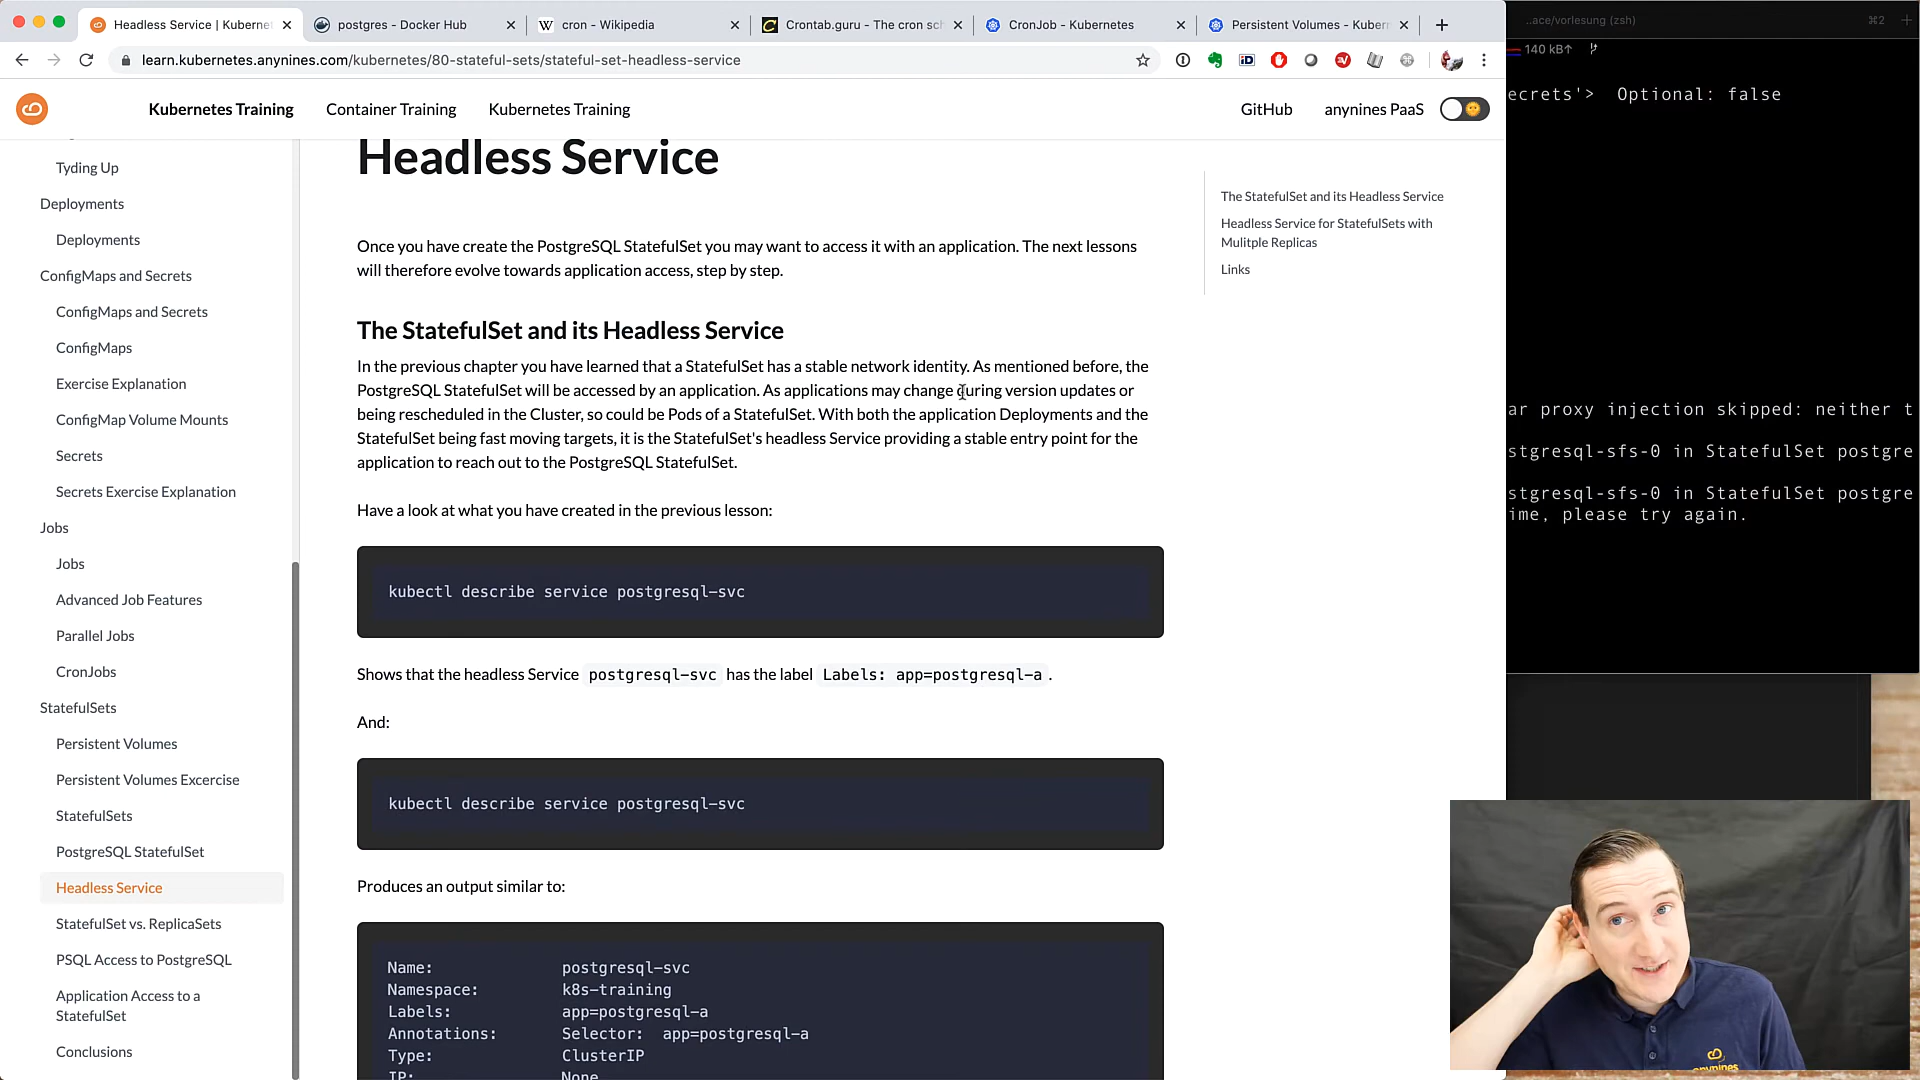 Headless Service | Kubernet
postgres - Docker Hub
cron - Wikipedia
Crontab.guru - The cron sch
CronJob - Kubernetes
Persistent Volumes - Kubern
..ace/vorlesung (zsh)
⌘2
learn.kubernetes.anynines.com/kubernetes/80-stateful-sets/stateful-set-headless-service
140 kB↑
Kubernetes Training
Container Training
Kubernetes Training
GitHub
anynines PaaS
ecrets'> Optional: false
Tyding Up
Deployments
Deployments
ConfigMaps and Secrets
ConfigMaps and Secrets
ConfigMaps
Exercise Explanation
ConfigMap Volume Mounts
Secrets
Secrets Exercise Explanation
Jobs
Jobs
Advanced Job Features
Parallel Jobs
CronJobs
StatefulSets
Persistent Volumes
Persistent Volumes Excercise
StatefulSets
PostgreSQL StatefulSet
Headless Service
StatefulSet vs. ReplicaSets
PSQL Access to PostgreSQL
Application Access to a
StatefulSet
Conclusions
Headless Service
Once you have create the PostgreSQL StatefulSet you may want to access it with an application. The next lessons
will therefore evolve towards application access, step by step.
The StatefulSet and its Headless Service
In the previous chapter you have learned that a StatefulSet has a stable network identity. As mentioned before, the
PostgreSQL StatefulSet will be accessed by an application. As applications may change during version updates or
being rescheduled in the Cluster, so could be Pods of a StatefulSet. With both the application Deployments and the
StatefulSet being fast moving targets, it is the StatefulSet's headless Service providing a stable entry point for the
application to reach out to the PostgreSQL StatefulSet.
Have a look at what you have created in the previous lesson:
kubectl describe service postgresql-svc
Shows that the headless Service postgresql-svc has the label Labels: app=postgresql-a .
And:
kubectl describe service postgresql-svc
Produces an output similar to:
Name: postgresql-svc
Namespace: k8s-training
Labels: app=postgresql-a
Annotations: Selector: app=postgresql-a
Type: ClusterIP
IP: None
The StatefulSet and its Headless Service
Headless Service for StatefulSets with
Mulitple Replicas
Links
ar proxy injection skipped: neither t
stgresql-sfs-0 in StatefulSet postgre
stgresql-sfs-0 in StatefulSet postgre
ime, please try again.
anynines